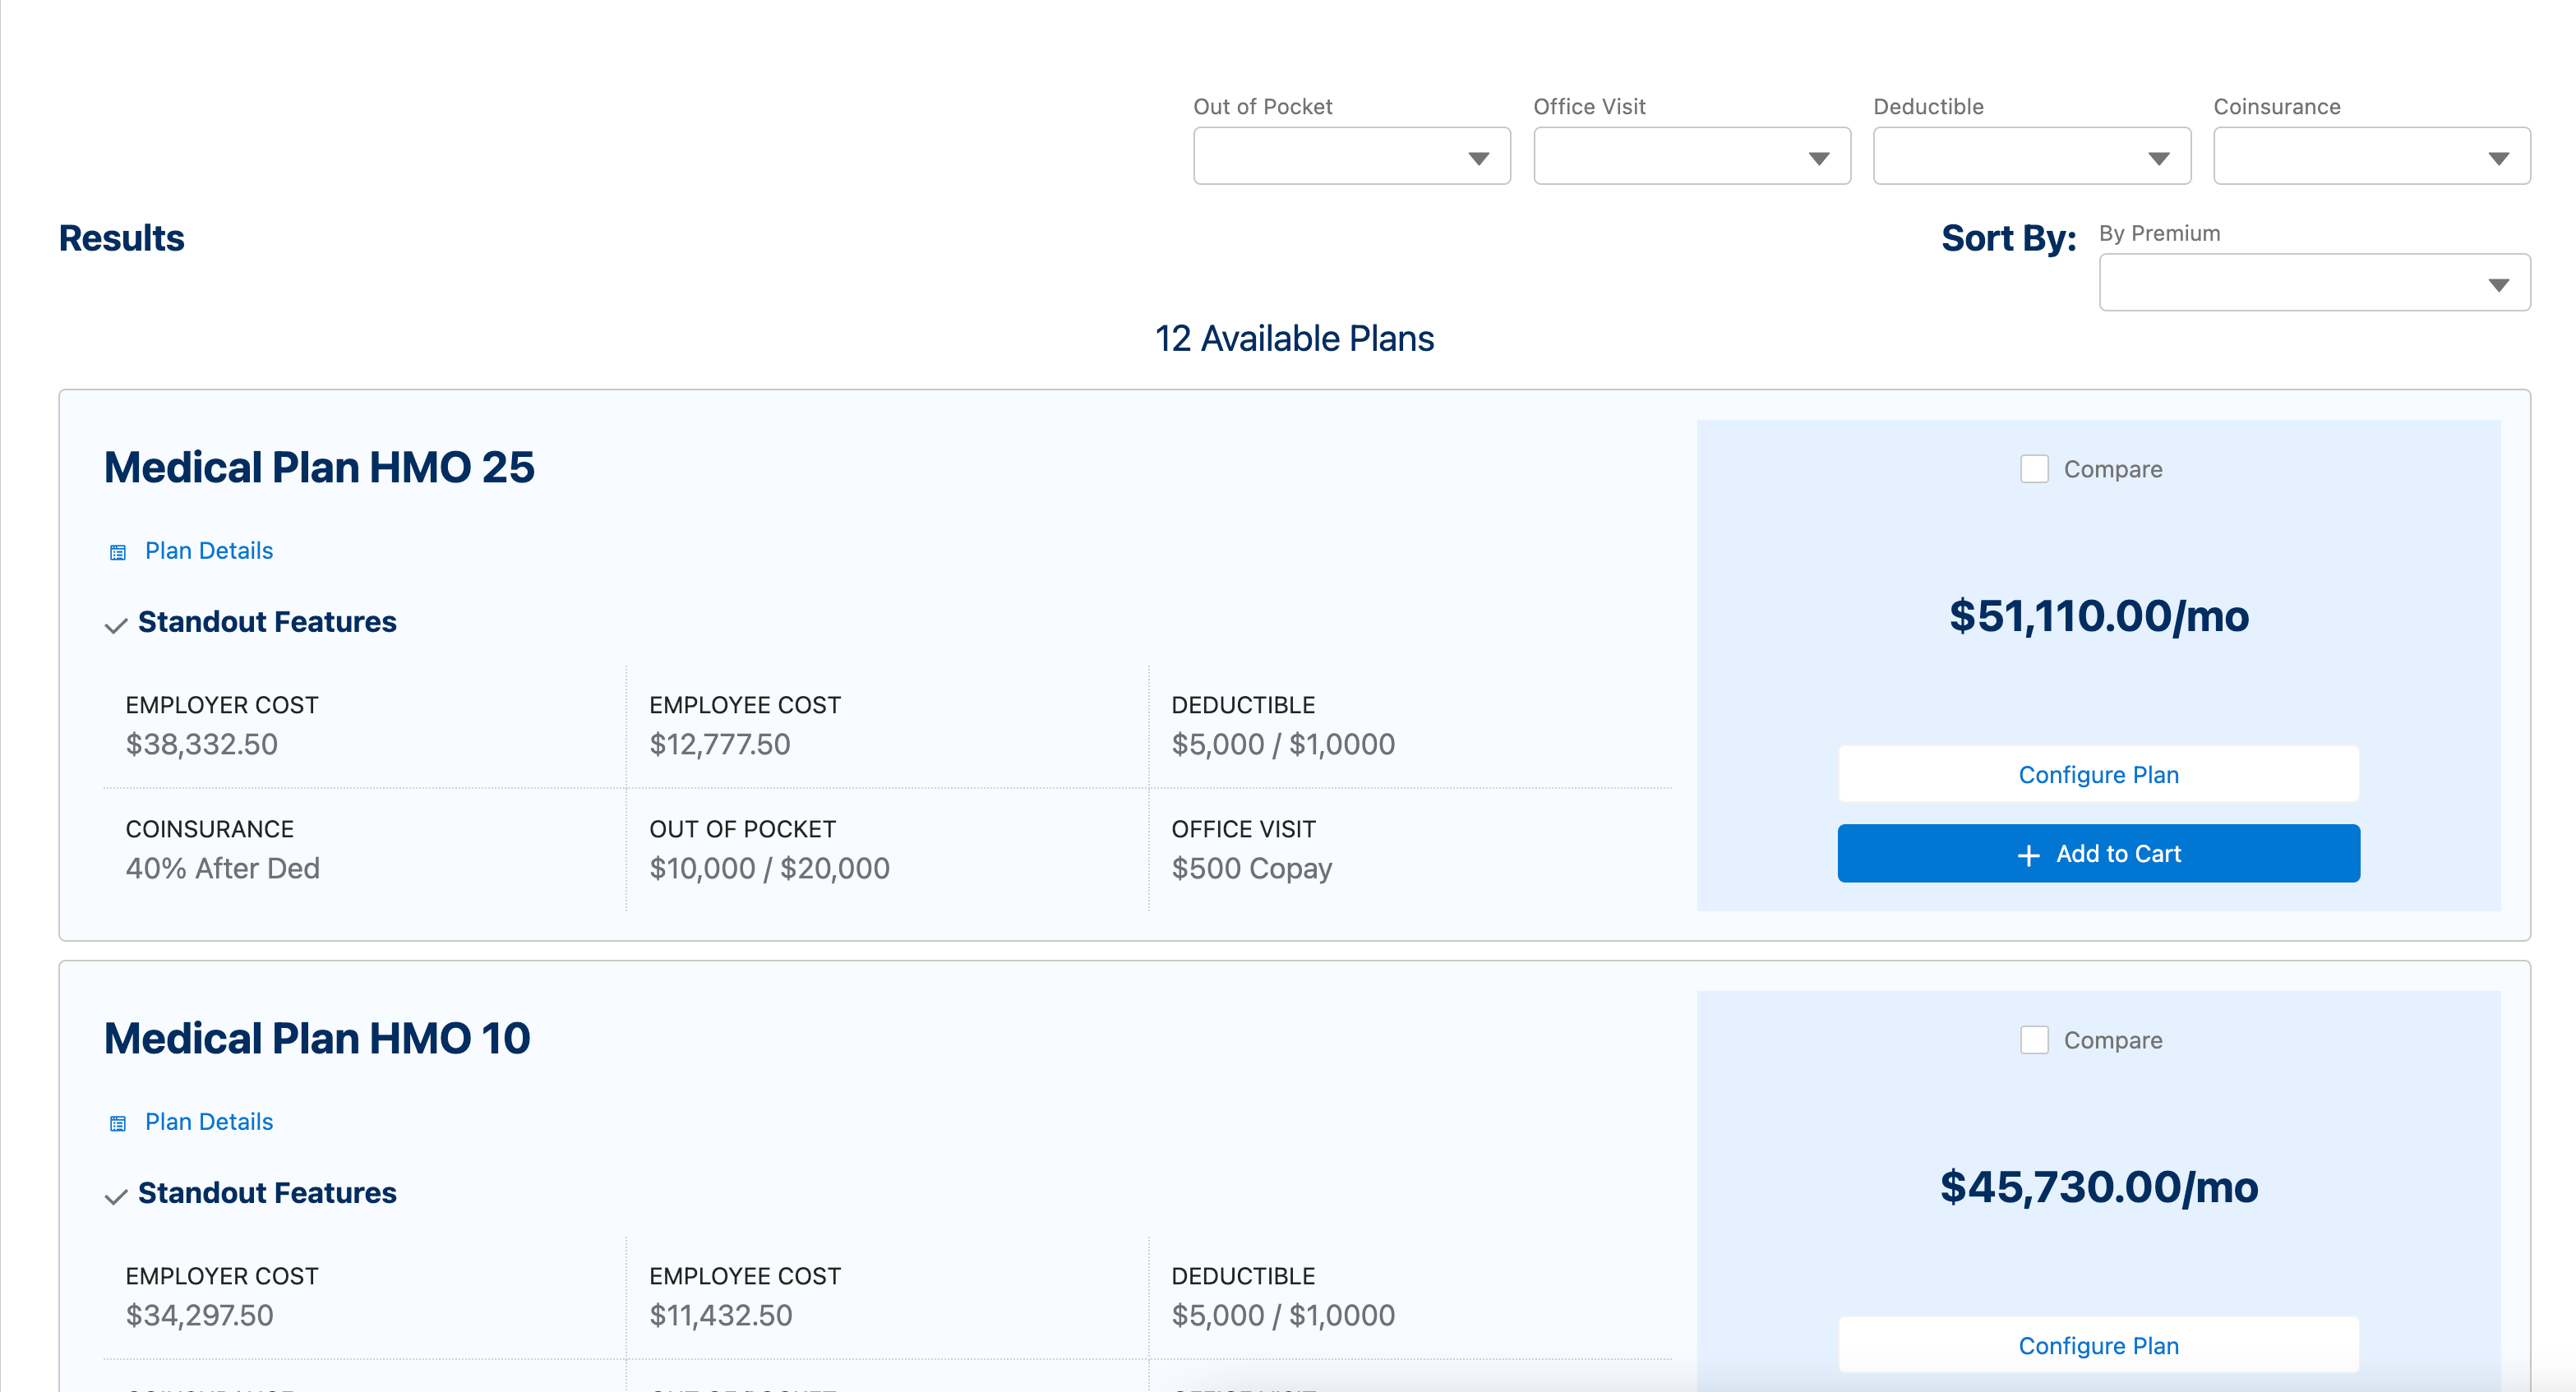 Out of Pocket
Office Visit
Deductible
Coinsurance
Results
Sort By:
By Premium
12 Available Plans
Medical Plan HMO 25
Plan Details
Standout Features
EMPLOYER COST
$38,332.50
EMPLOYEE COST
$12,777.50
DEDUCTIBLE
$5,000 / $1,0000
COINSURANCE
40% After Ded
OUT OF POCKET
$10,000 / $20,000
OFFICE VISIT
$500 Copay
Compare
$51,110.00/mo
Configure Plan
Add to Cart
Medical Plan HMO 10
Plan Details
Standout Features
EMPLOYER COST
$34,297.50
EMPLOYEE COST
$11,432.50
DEDUCTIBLE
$5,000 / $1,0000
Compare
$45,730.00/mo
Configure Plan